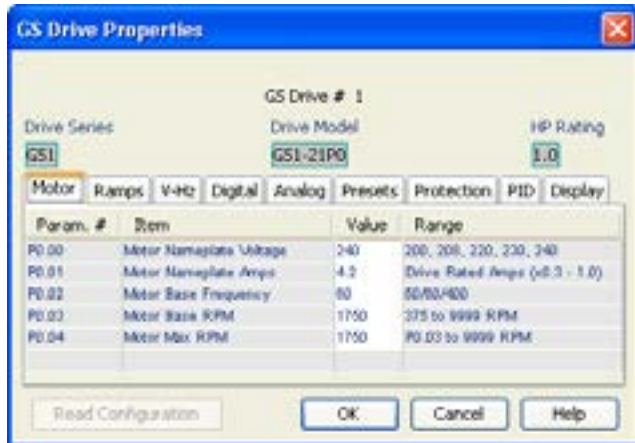 GS Drive Properties
GS Drive # 1
Drive Series Drive Model HP Rating
GS1 GS1-21P0 1.0
Motor Ramps V-Hz Digital Analog Presets Protection PID Display
Param. # Item Value Range
P0.00 Motor Nameplate Voltage 240 200, 208, 220, 230, 240
P0.01 Motor Nameplate Amps 4.2 Drive Rated Amps (x0.3 - 1.0)
P0.02 Motor Base Frequency 60 50/60/400
P0.03 Motor Base RPM 1750 375 to 9999 RPM
P0.04 Motor Max RPM 1750 P0.03 to 9999 RPM
Read Configuration OK Cancel Help